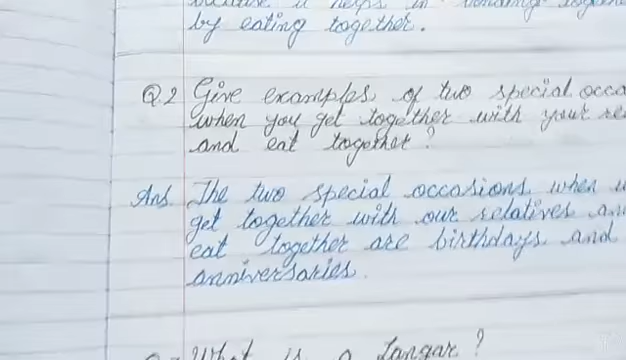 by eating together.
Q.2 Give examples of two special
when you get together with your
and eat together?
Ans. The two special occasions when
get together with our relatives
eat together are birthdays and
anniversaries.
What is a Langar?